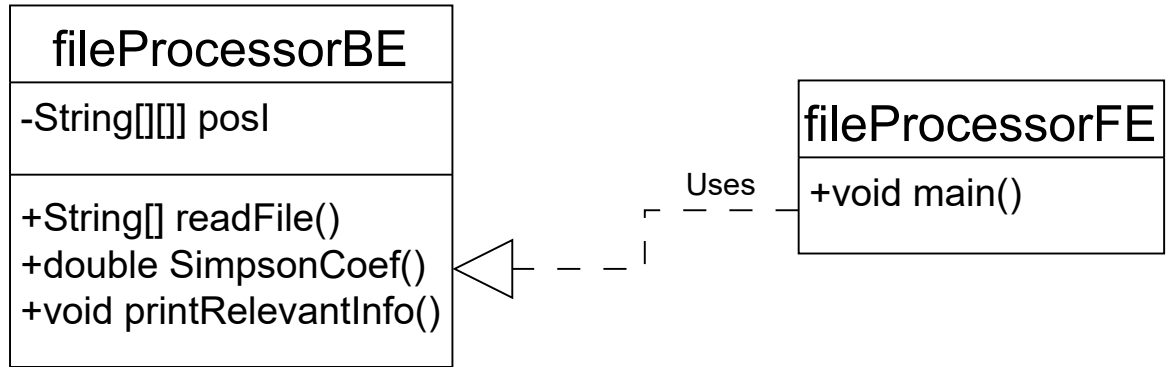 fileProcessorBE
-String[][]] posI
+String[] readFile()
+double SimpsonCoef()
+void printRelevantInfo()
Uses
fileProcessorFE
+void main()